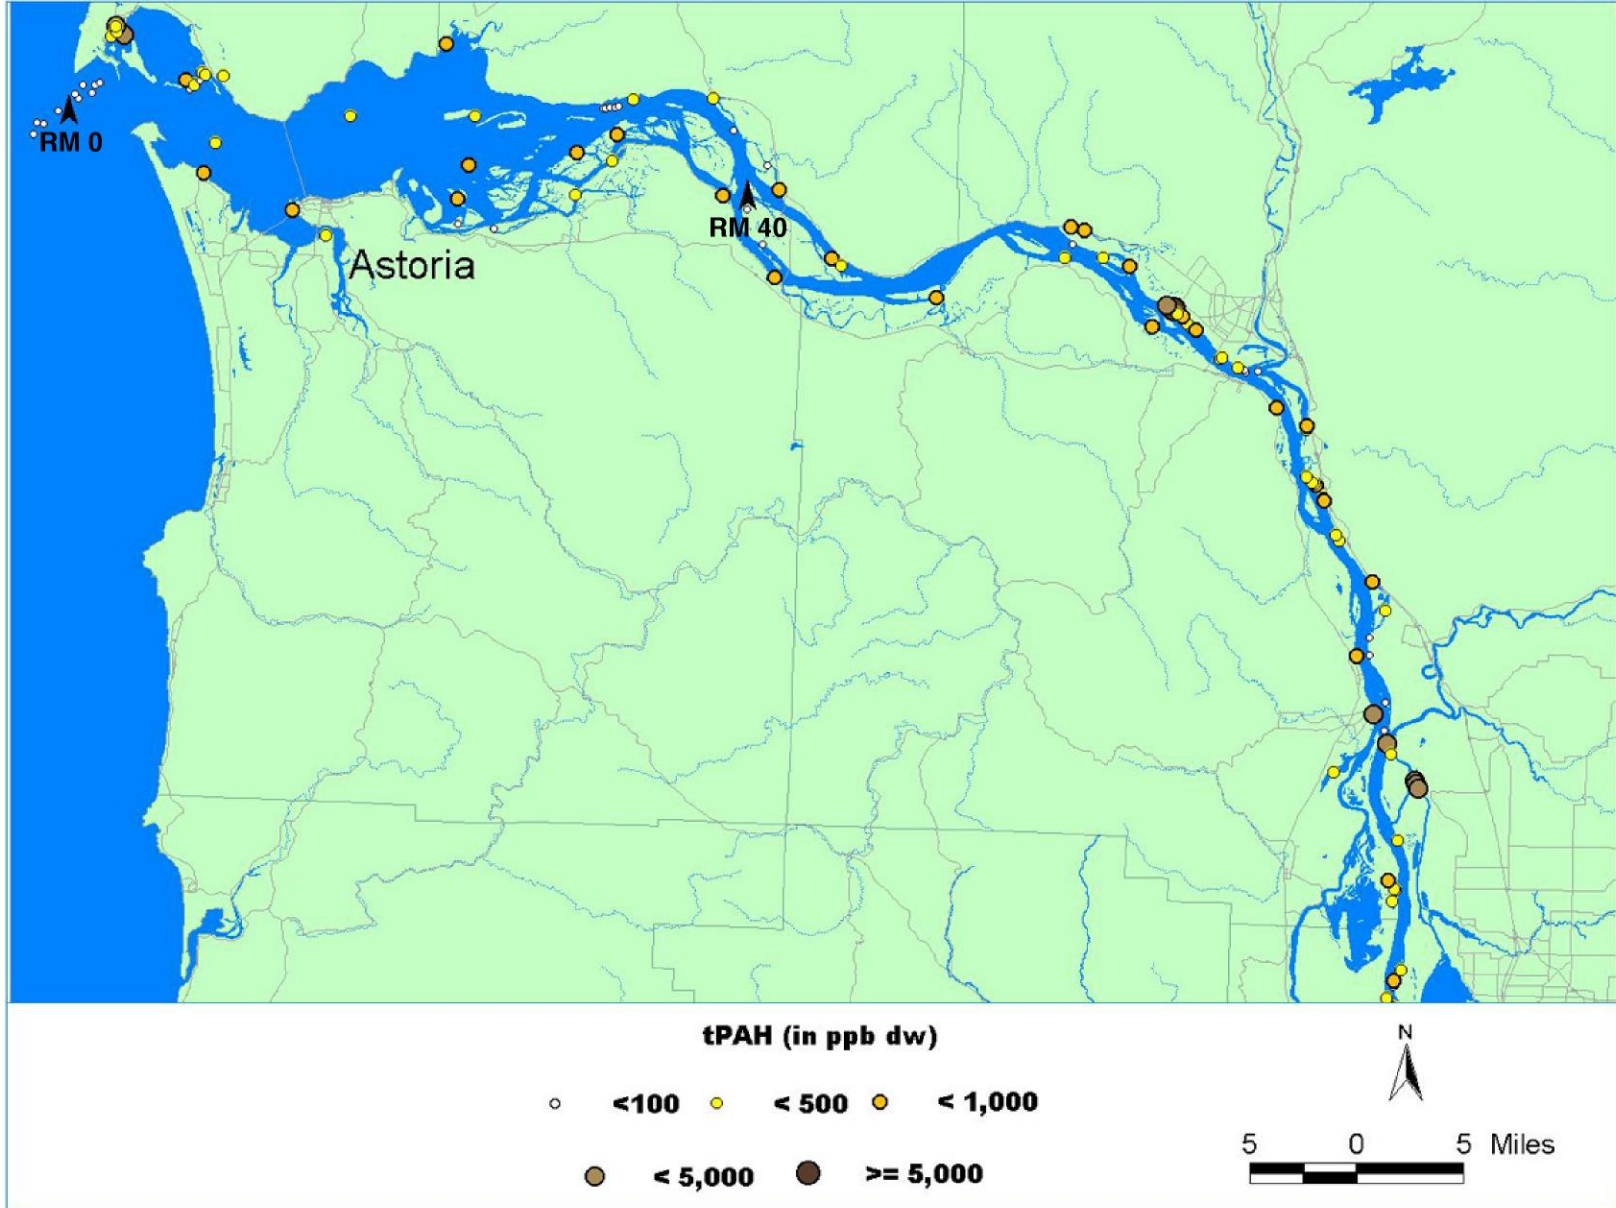 RM 0
RM 40
Astoria
tPAH (in ppb dw)
<100 < 500 < 1,000
< 5,000 >= 5,000
N
5 0 5 Miles